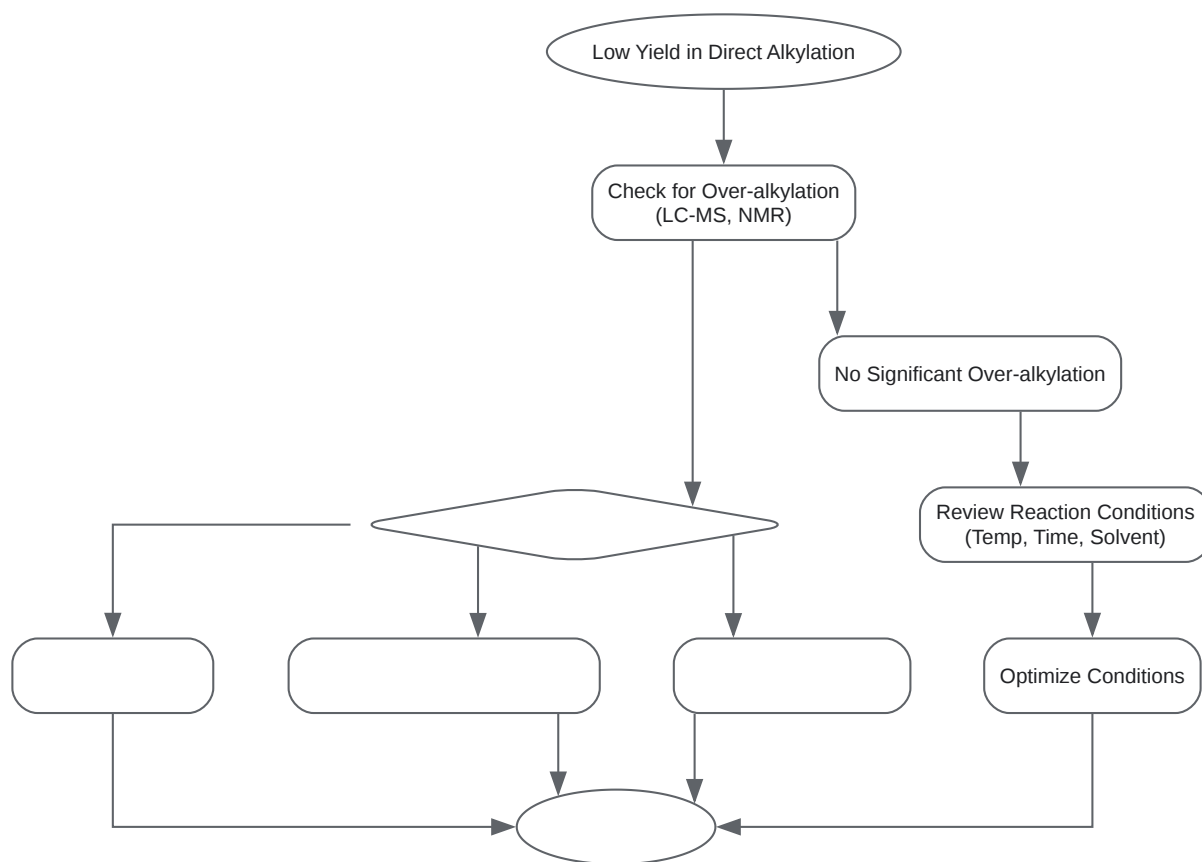 Low Yield in Direct Alkylation
Check for Over-alkylation
(LC-MS, NMR)
No Significant Over-alkylation
Review Reaction Conditions
(Temp, Time, Solvent)
Optimize Conditions